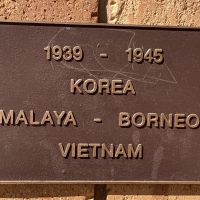 1939 - 1945
KOREA
MALAYA - BORNEO
VIETNAM